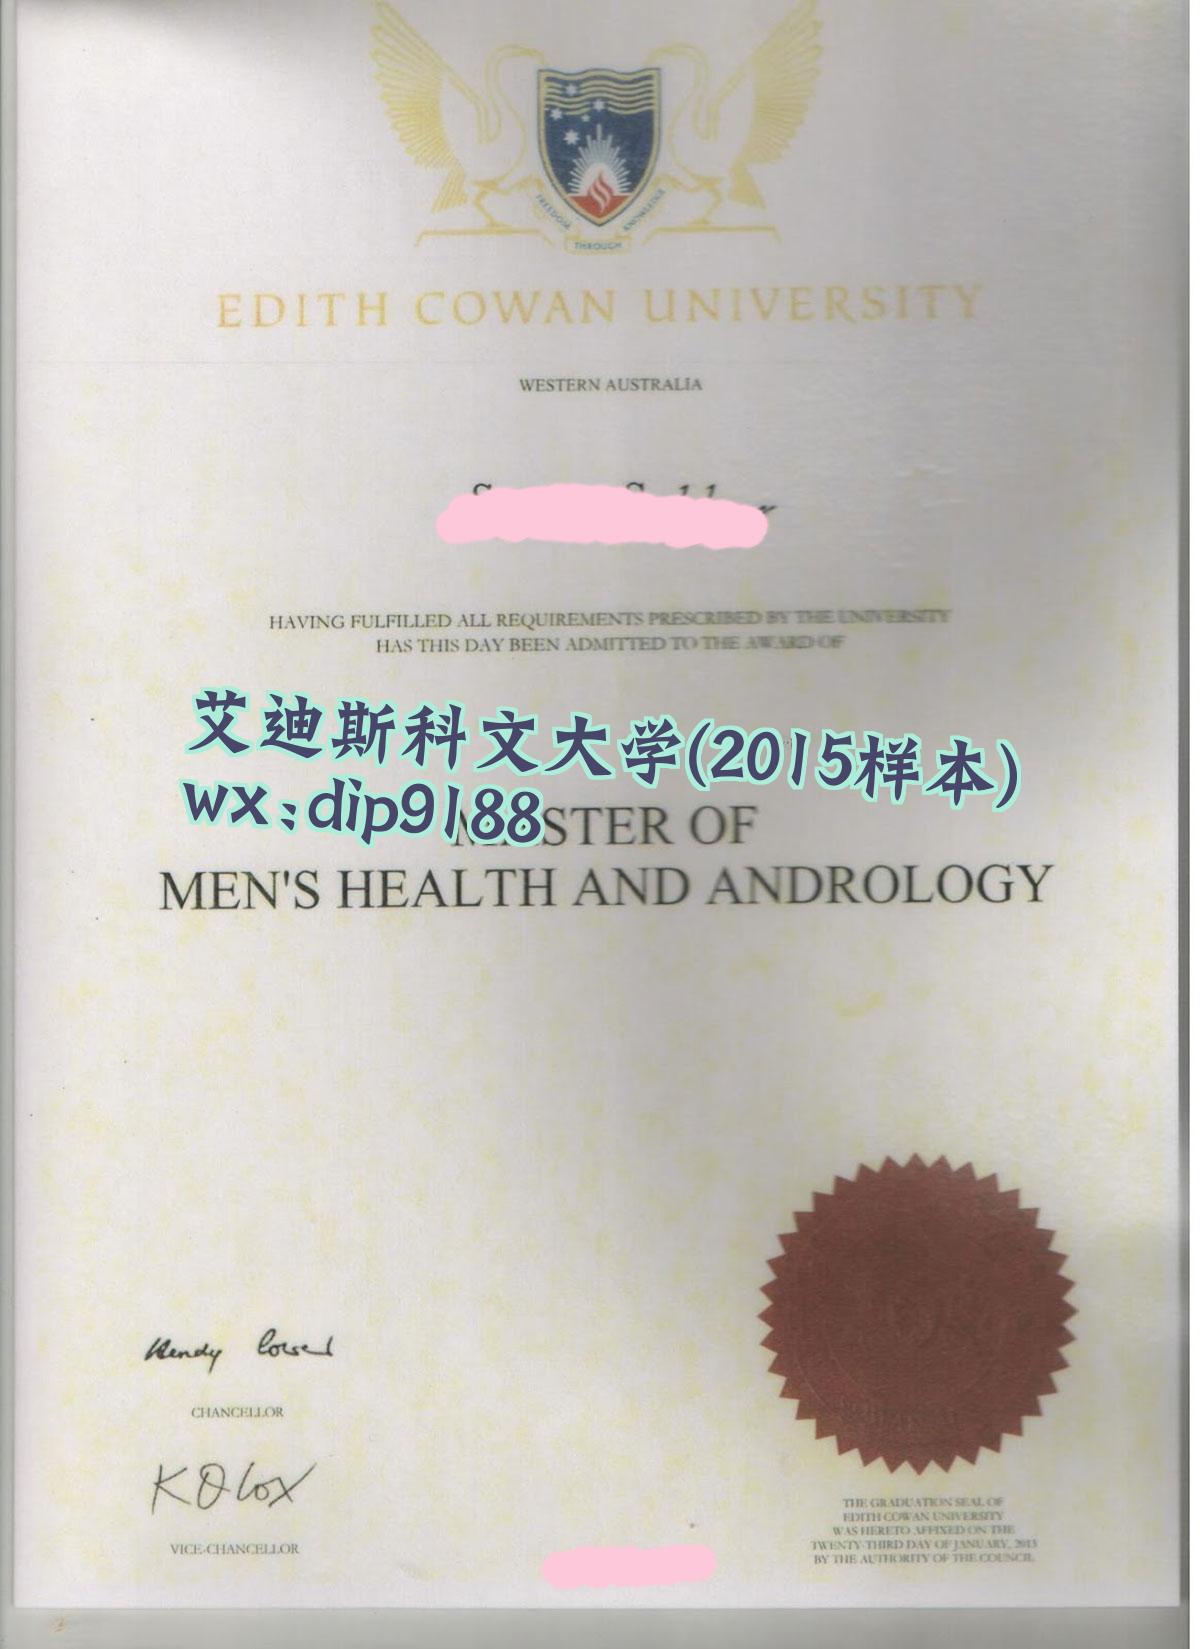 FREEDOM THROUGH KNOWLEDGE
EDITH COWAN UNIVERSITY
WESTERN AUSTRALIA
HAVING FULFILLED ALL REQUIREMENTS PRESCRIBED BY THE UNIVERSITY
HAS THIS DAY BEEN ADMITTED TO THE AWARD OF
艾迪斯科文大学(2015样本)
wx:dip9188
MASTER OF
MEN'S HEALTH AND ANDROLOGY
CHANCELLOR
VICE-CHANCELLOR
THE GRADUATION SEAL OF
EDITH COWAN UNIVERSITY
WAS HERETO AFFIXED ON THE
TWENTY-THIRD DAY OF JANUARY, 2013
BY THE AUTHORITY OF THE COUNCIL